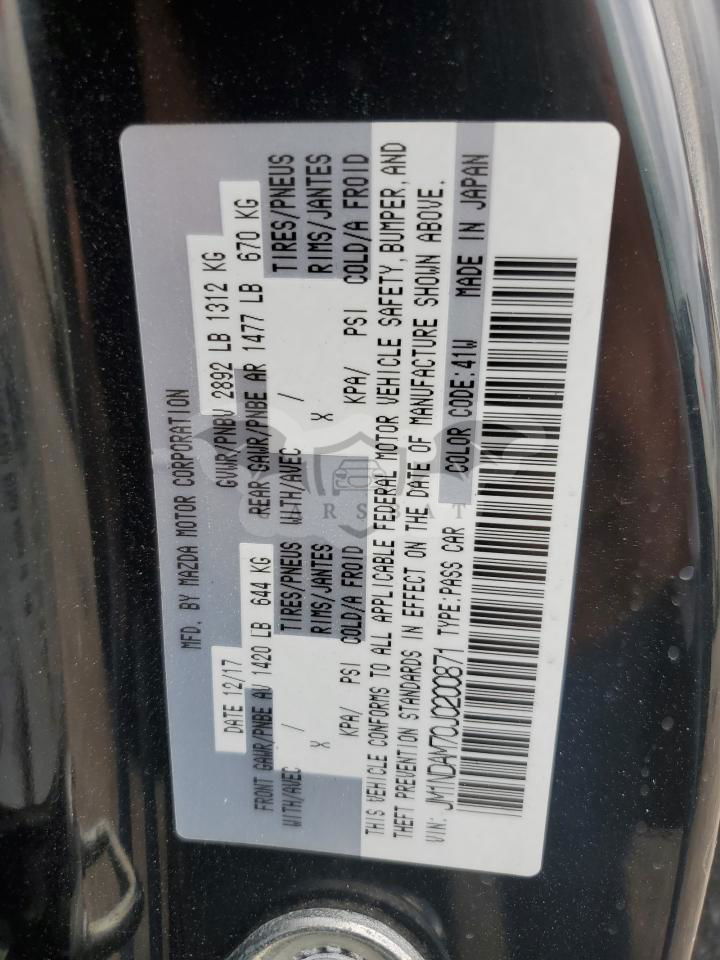 MFD. BY MAZDA MOTOR CORPORATION
DATE 12/17 GVWR/PNBV 2892 LB 1312 KG
FRONT GAWR/PNBE AV 1420 LB 644 KG REAR GAWR/PNBE AR 1477 LB 670 KG
WITH/AVEC / TIRES/PNEUS WITH/AVEC / TIRES/PNEUS
X RIMS/JANTES X RIMS/JANTES
KPA/ PSI COLD/A FROID KPA/ PSI COLD/A FROID
THIS VEHICLE CONFORMS TO ALL APPLICABLE FEDERAL MOTOR VEHICLE SAFETY, BUMPER, AND
THEFT PREVENTION STANDARDS IN EFFECT ON THE DATE OF MANUFACTURE SHOWN ABOVE.
VIN: JM1NDAM70J0200871 TYPE:PASS CAR COLOR CODE:41W MADE IN JAPAN
CARSBAT